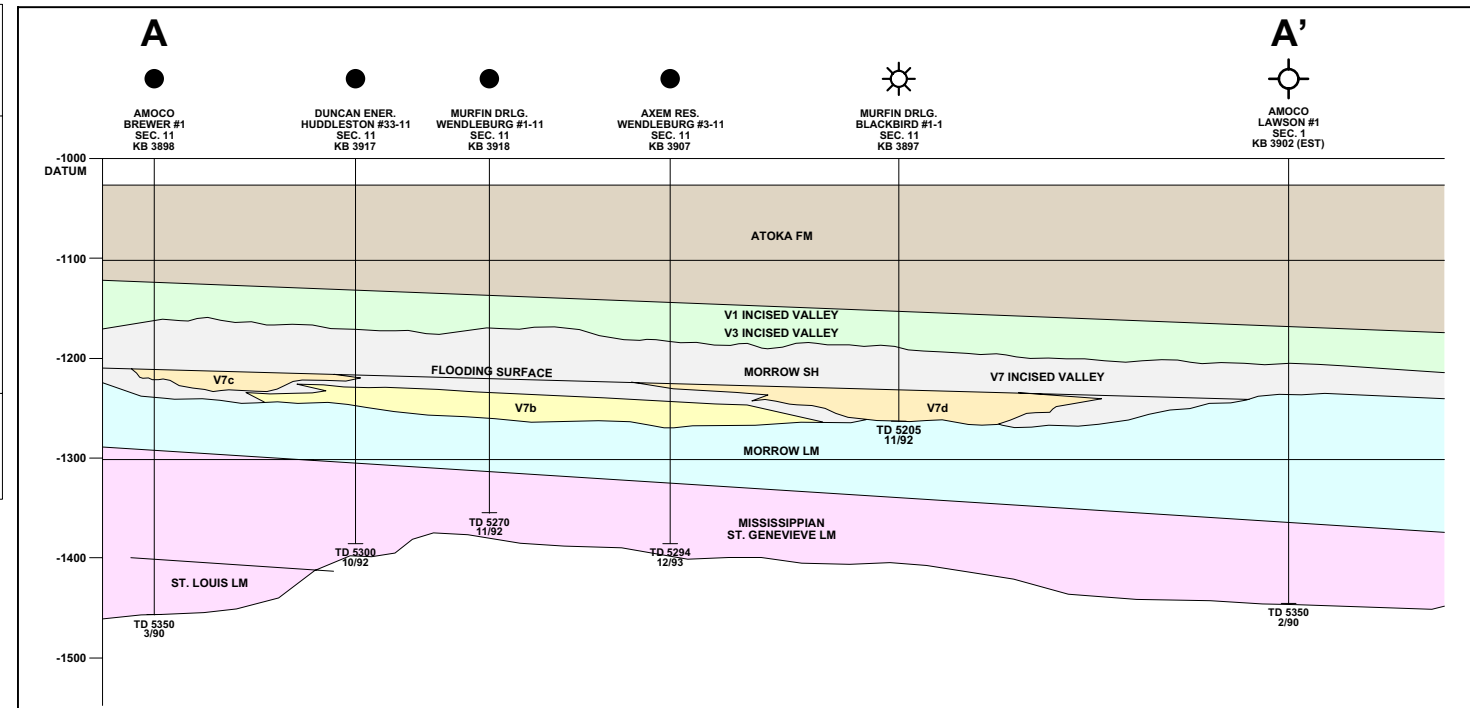 A
A’
AMOCO
BREWER #1
SEC. 11
KB 3898
DUNCAN ENER.
HUDDLESTON #33-11
SEC. 11
KB 3917
MURFIN DRLG.
WENDLEBURG #1-11
SEC. 11
KB 3918
AXEM RES.
WENDLEBURG #3-11
SEC. 11
KB 3907
MURFIN DRLG.
BLACKBIRD #1-1
SEC. 11
KB 3897
AMOCO
LAWSON #1
SEC. 1
KB 3902 (EST)
-1000
DATUM
ATOKA FM
-1100
V1 INCISED VALLEY
V3 INCISED VALLEY
-1200
FLOODING SURFACE
MORROW SH
V7 INCISED VALLEY
V7c
V7b
V7d
TD 5205
11/92
MORROW LM
-1300
TD 5270
11/92
MISSISSIPPIAN
ST. GENEVIEVE LM
TD 5300
10/92
TD 5294
12/93
-1400
ST. LOUIS LM
TD 5350
3/90
TD 5350
2/90
-1500